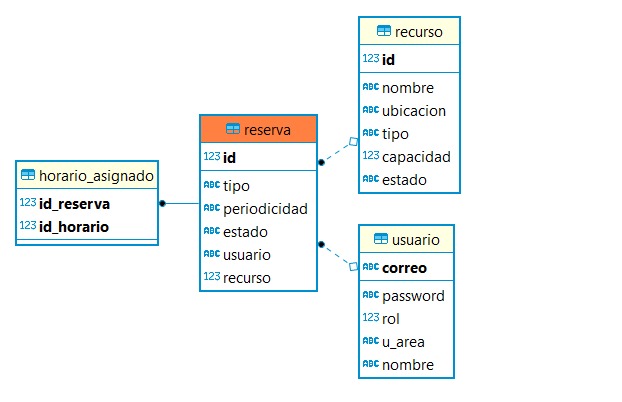 recurso
123 id
ABC nombre
ABC ubicacion
ABC tipo
123 capacidad
ABC estado
reserva
123 id
ABC tipo
ABC periodicidad
ABC estado
ABC usuario
123 recurso
horario_asignado
123 id_reserva
123 id_horario
usuario
ABC correo
ABC password
123 rol
ABC u_area
ABC nombre